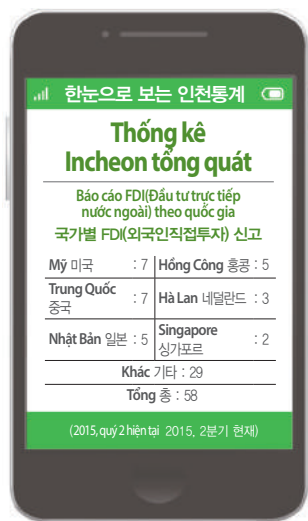 한눈으로 보는 인천통계
Thống kê
Incheon tổng quát
Báo cáo FDI(Đầu tư trực tiếp
nước ngoài) theo quốc gia
국가별 FDI(외국인직접투자) 신고
Mỹ 미국 : 7 Hồng Công 홍콩 : 5
Trung Quốc
중국 : 7 Hà Lan 네덜란드 : 3
Nhật Bản 일본 : 5 Singapore
싱가포르 : 2
Khác 기타 : 29
Tổng 총 : 58
(2015, quý 2 hiện tại 2015, 2분기 현재)